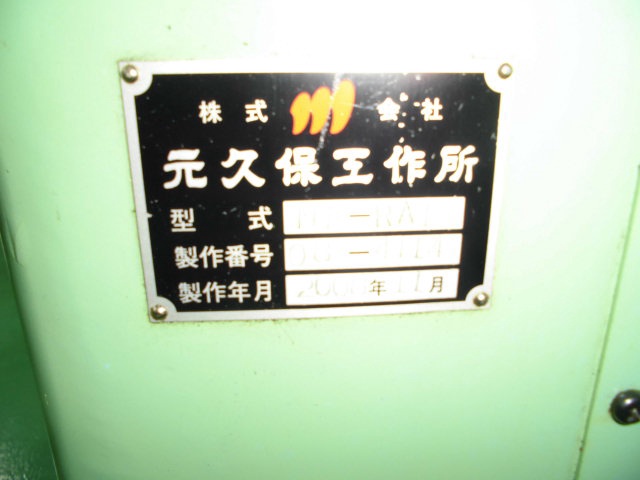 株式 会社
元久保工作所
型式
製作番号
製作年月 年 月